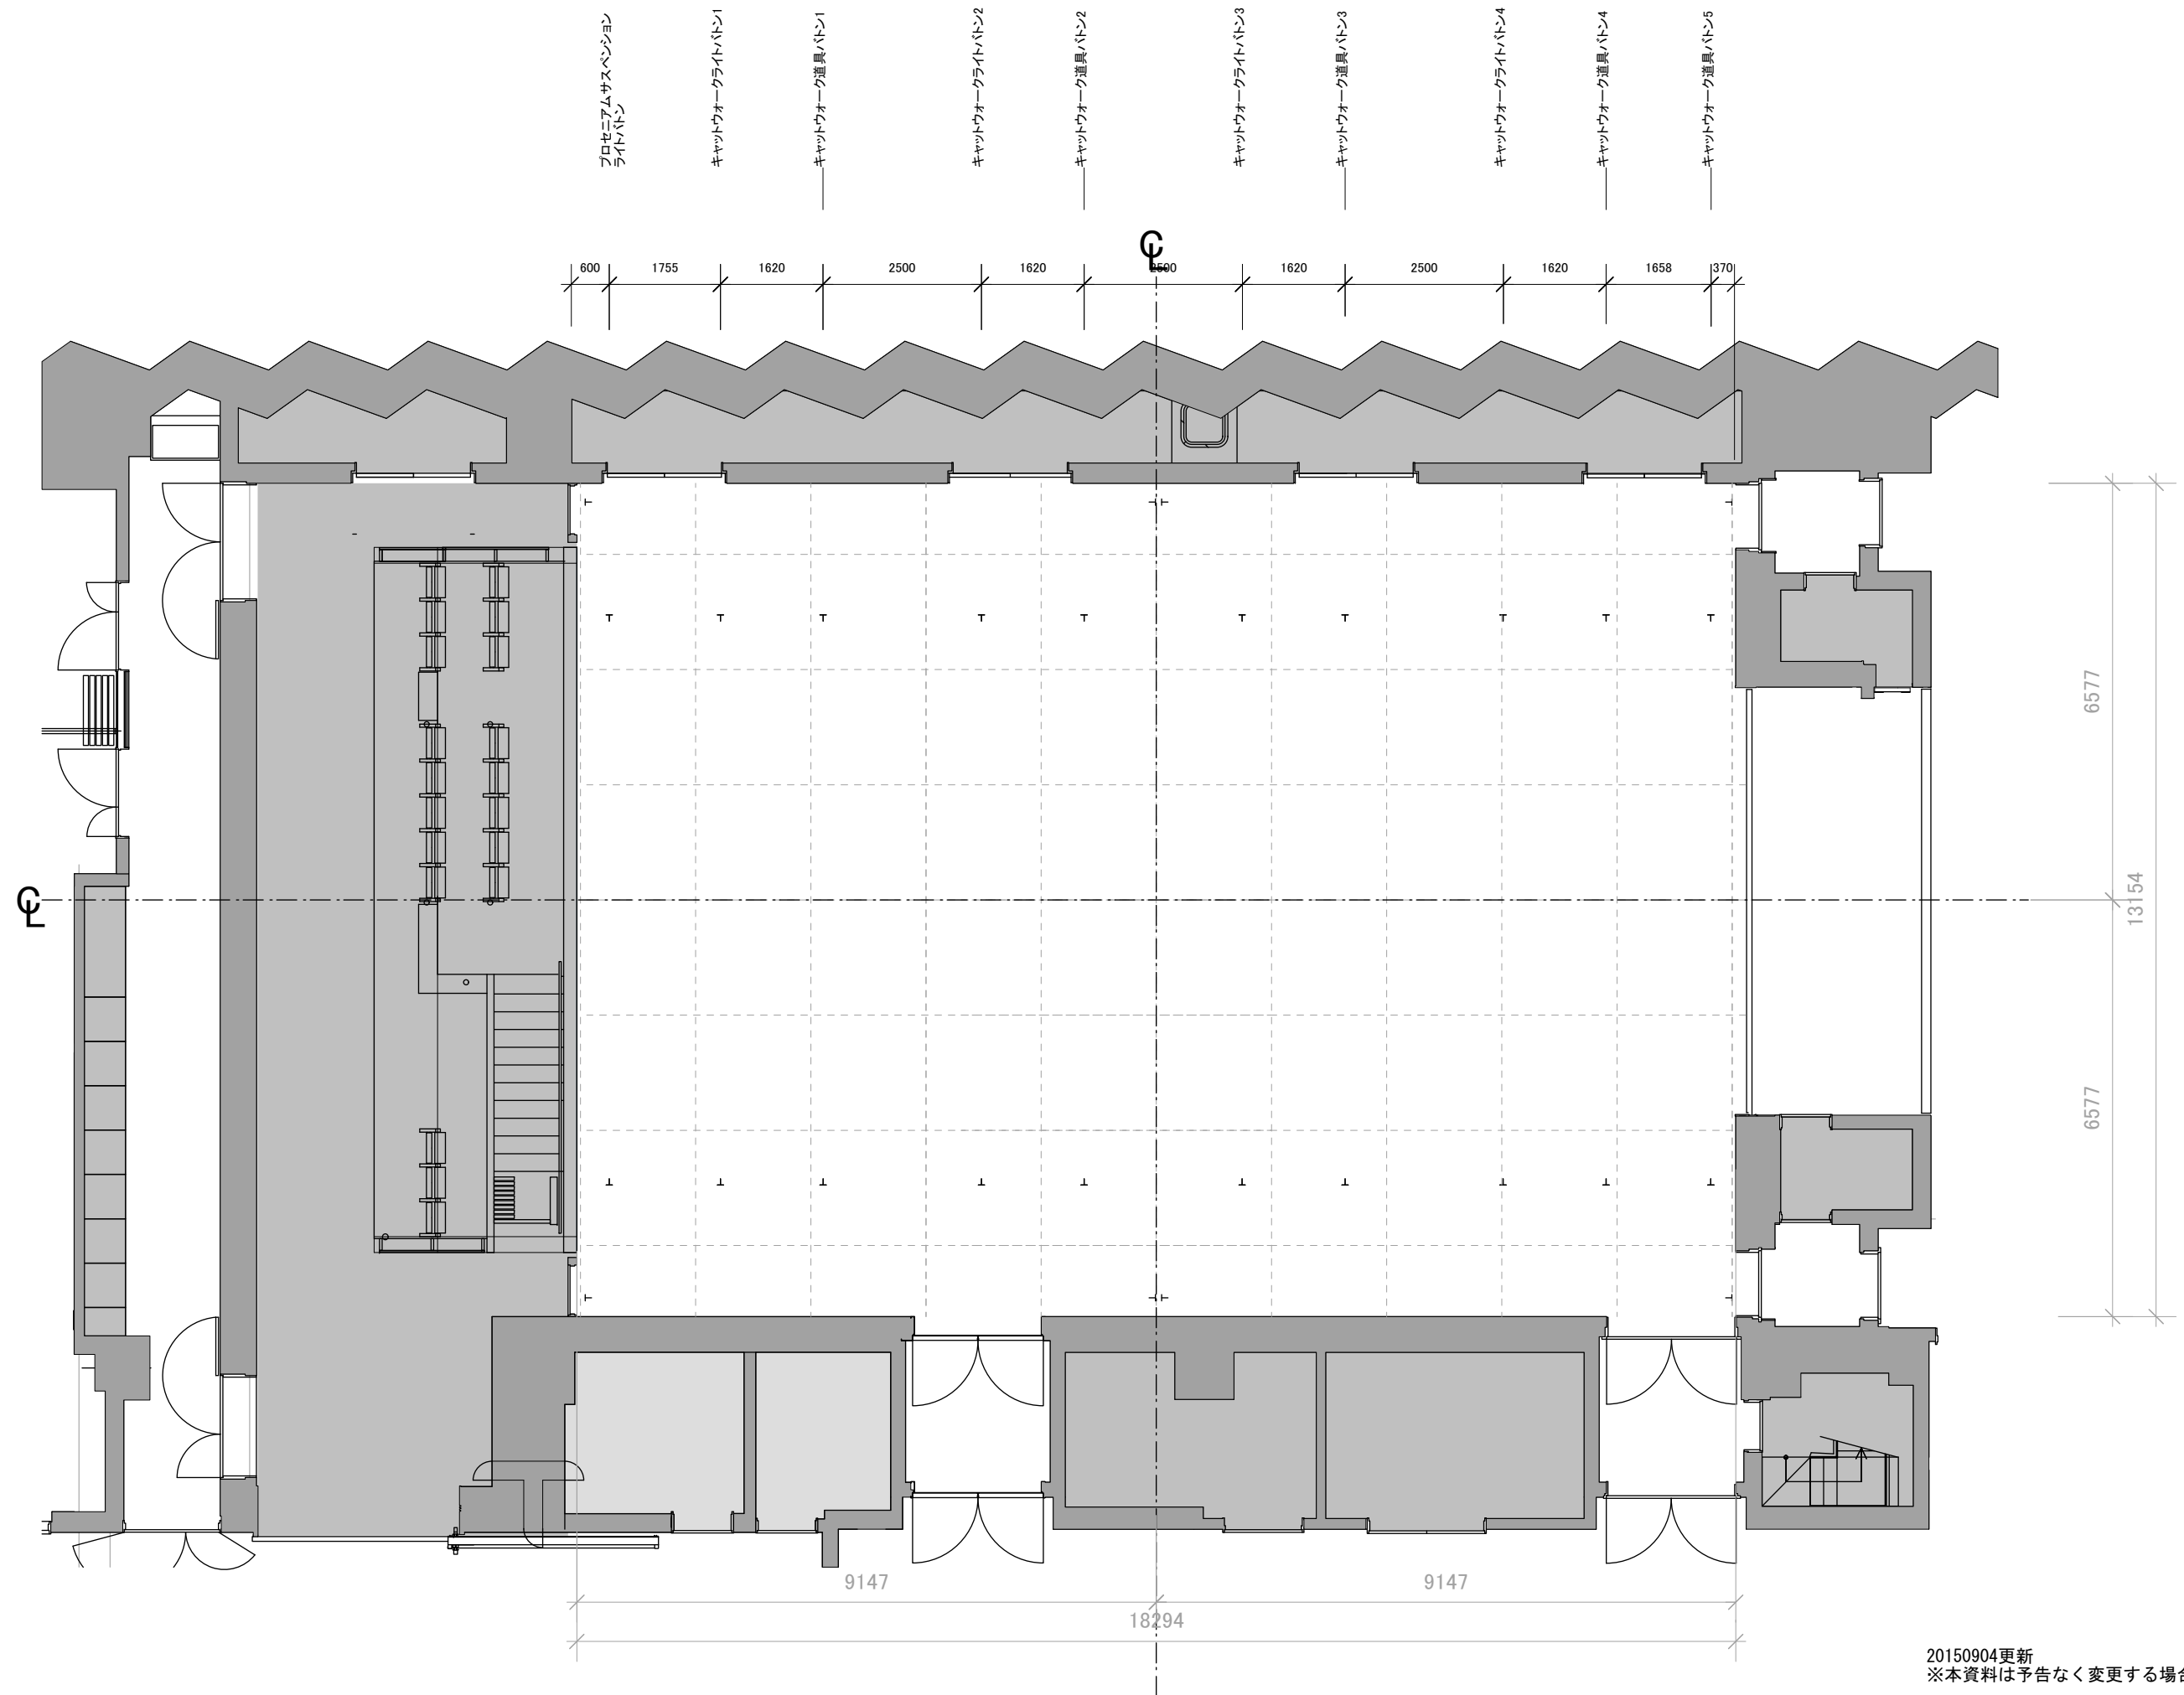 プロセニアムサスペンション
ライトバトン
キャットウォークライトバトン1
キャットウォーク道具バトン1
キャットウォークライトバトン2
キャットウォーク道具バトン2
キャットウォークライトバトン3
キャットウォーク道具バトン3
キャットウォークライトバトン4
キャットウォーク道具バトン4
キャットウォーク道具バトン5
CL
600 1755 1620 2500 1620 2500 1620 2500 1620 1658 370
6577
CL
13154
6577
9147 9147
18294
20150904更新
※本資料は予告なく変更する場合